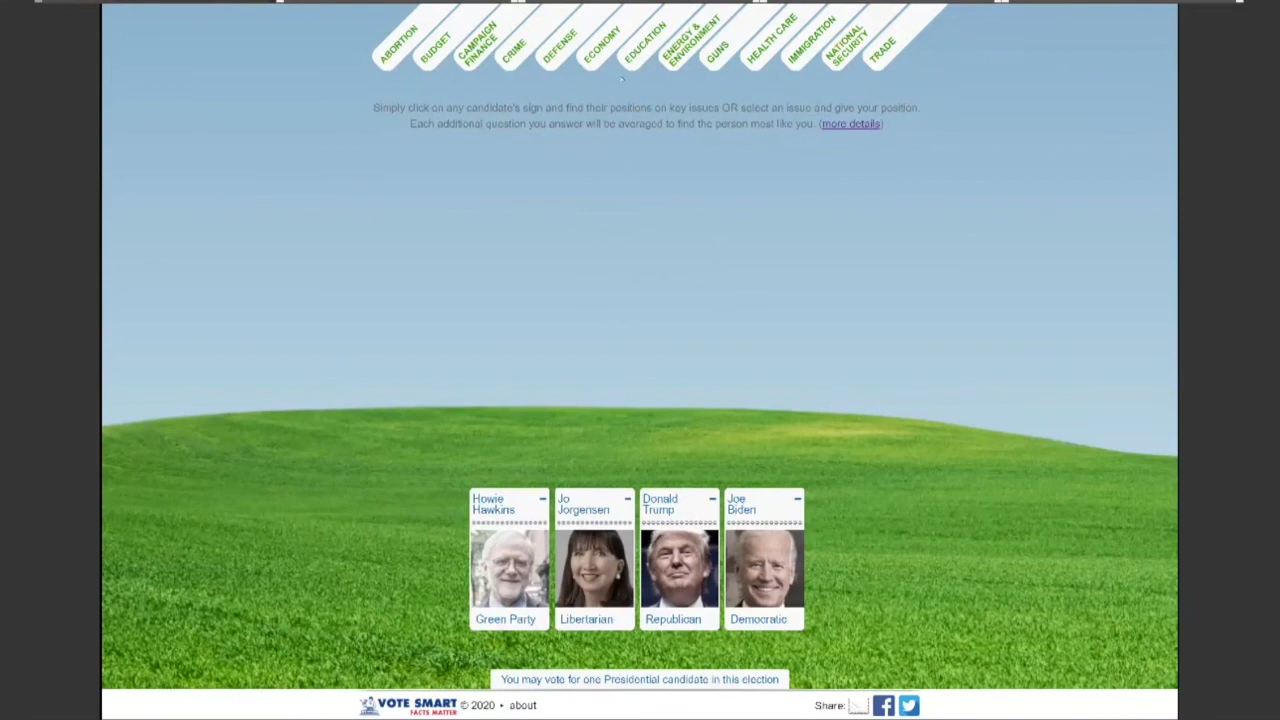 ABORTION
BUDGET
CAMPAIGN
FINANCE
CRIME
DEFENSE
ECONOMY
EDUCATION
ENERGY &
ENVIRONMENT
GUNS
HEALTH CARE
IMMIGRATION
NATIONAL
SECURITY
TRADE
Simply click on any candidate's sign and find their positions on key issues OR select an issue and give your position.
Each additional question you answer will be averaged to find the person most like you. (more details)
Howie
Hawkins
Green Party
Jo
Jorgensen
Libertarian
Donald
Trump
Republican
Joe
Biden
Democratic
You may vote for one Presidential candidate in this election
VOTE SMART
FACTS MATTER
© 2020 • about
Share: